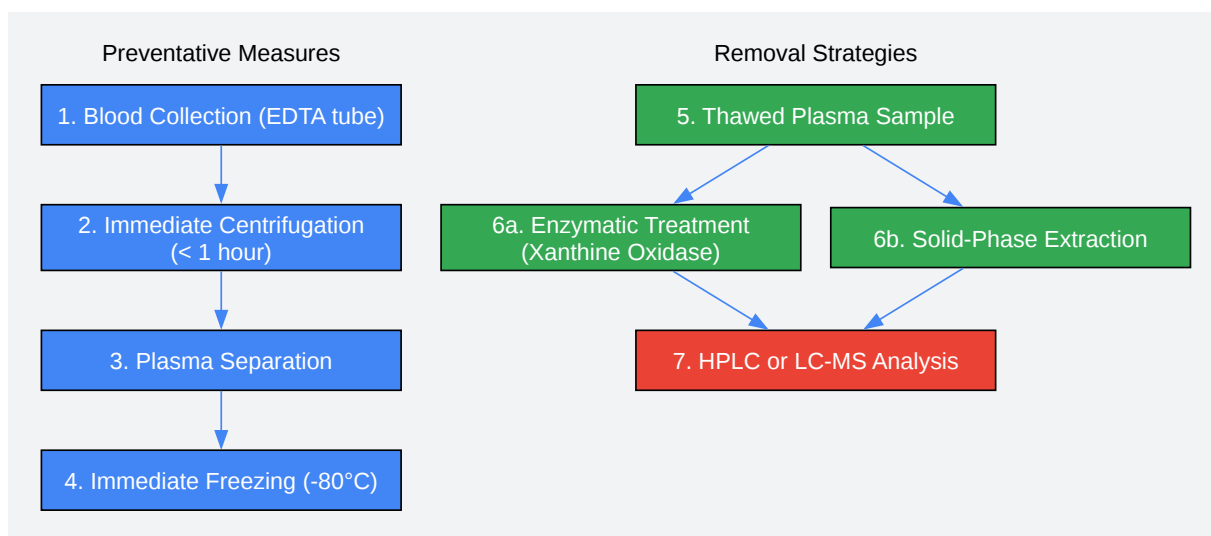 Preventative Measures
1. Blood Collection (EDTA tube)
2. Immediate Centrifugation
(< 1 hour)
3. Plasma Separation
4. Immediate Freezing (-80°C)
Removal Strategies
5. Thawed Plasma Sample
6a. Enzymatic Treatment
(Xanthine Oxidase)
6b. Solid-Phase Extraction
7. HPLC or LC-MS Analysis